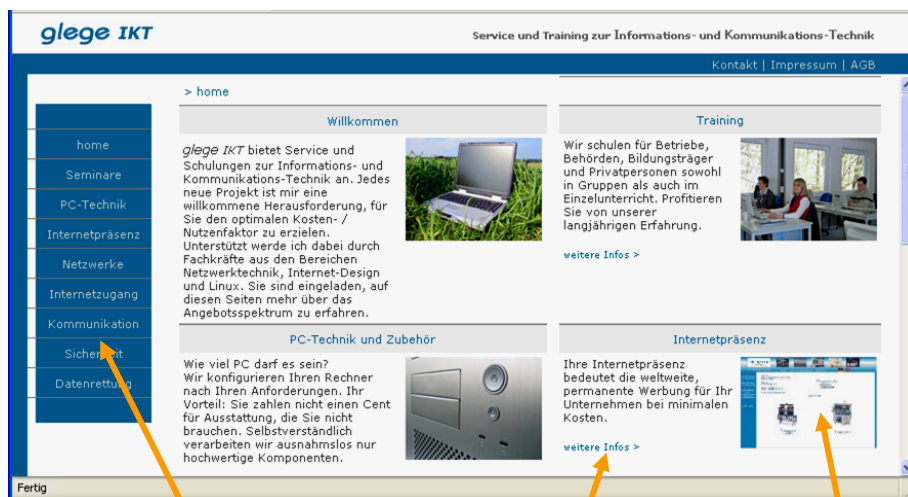 glege IKT
Service und Training zur Informations- und Kommunikations-Technik
Kontakt | Impressum | AGB
> home
home
Seminare
PC-Technik
Internetpräsenz
Netzwerke
Internetzugang
Kommunikation
Sicherheit
Datenrettung
Willkommen
glege IKT bietet Service und
Schulungen zur Informations- und
Kommunikations-Technik an. Jedes
neue Projekt ist mir eine
willkommene Herausforderung, für
Sie den optimalen Kosten- /
Nutzenfaktor zu erzielen.
Unterstützt werde ich dabei durch
Fachkräfte aus den Bereichen
Netzwerktechnik, Internet-Design
und Linux. Sie sind eingeladen, auf
diesen Seiten mehr über das
Angebotsspektrum zu erfahren.
Training
Wir schulen für Betriebe,
Behörden, Bildungsträger
und Privatpersonen sowohl
in Gruppen als auch im
Einzelunterricht. Profitieren
Sie von unserer
langjährigen Erfahrung.
weitere Infos >
PC-Technik und Zubehör
Wie viel PC darf es sein?
Wir konfigurieren Ihren Rechner
nach Ihren Anforderungen. Ihr
Vorteil: Sie zahlen nicht einen Cent
für Ausstattung, die Sie nicht
brauchen. Selbstverständlich
verarbeiten wir ausnahmslos nur
hochwertige Komponenten.
Internetpräsenz
Ihre Internetpräsenz
bedeutet die weltweite,
permanente Werbung für Ihr
Unternehmen bei minimalen
Kosten.
weitere Infos >
Fertig